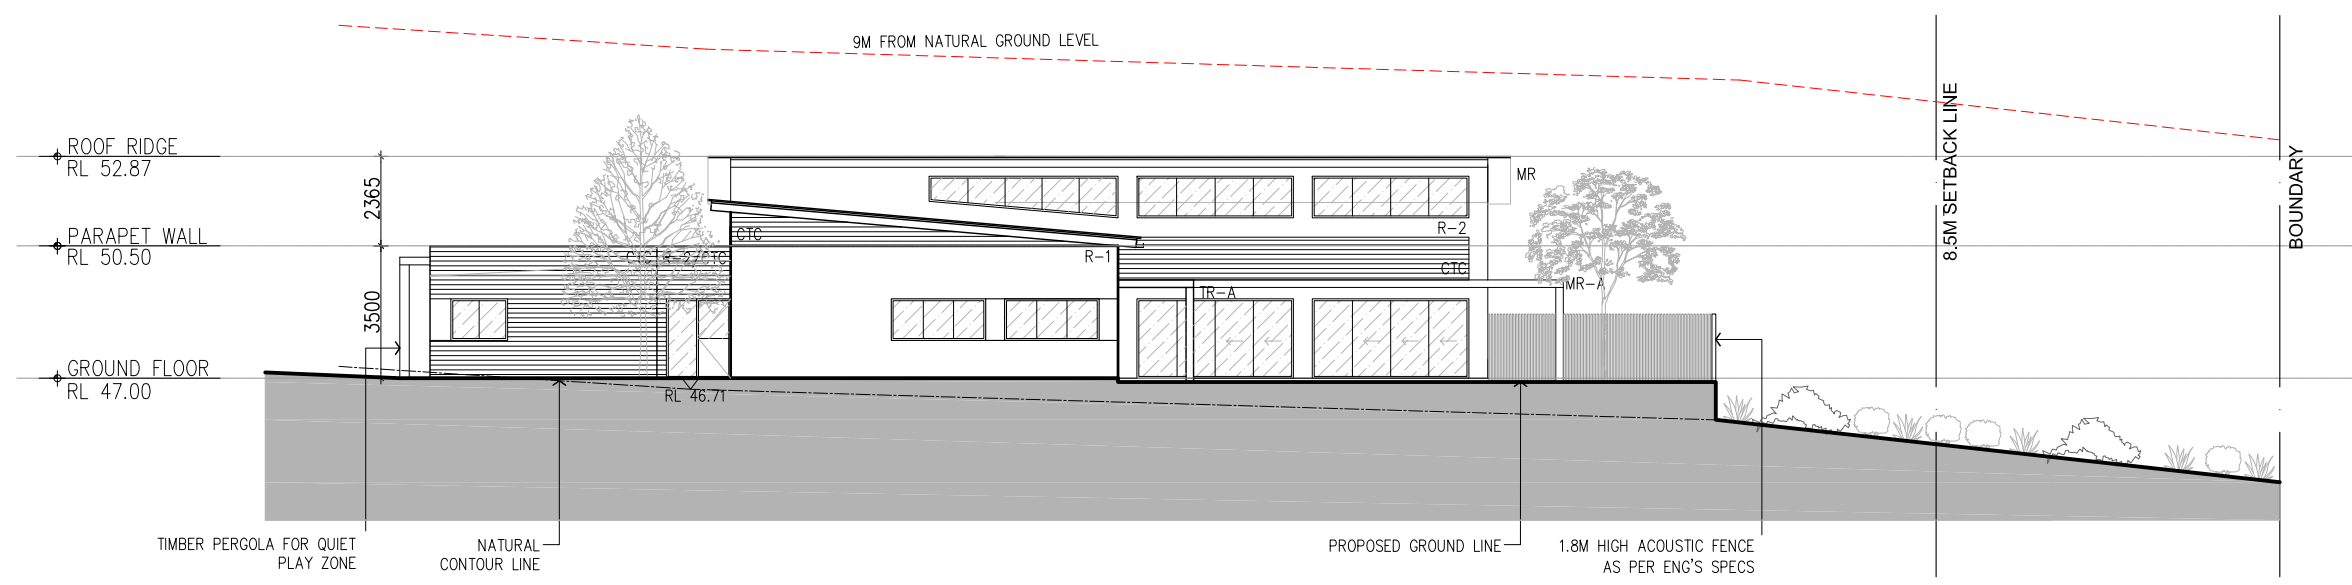 9M FROM NATURAL GROUND LEVEL
8.5M SETBACK LINE
BOUNDARY
ROOF RIDGE
RL 52.87
2365
MR
PARAPET WALL
RL 50.50
CTC
R-2
CTC R-2/CTC
R-1
CTC
3500
TR-A
MR-A
GROUND FLOOR
RL 47.00
RL 46.71
TIMBER PERGOLA FOR QUIET
PLAY ZONE
NATURAL
CONTOUR LINE
PROPOSED GROUND LINE
1.8M HIGH ACOUSTIC FENCE
AS PER ENG'S SPECS